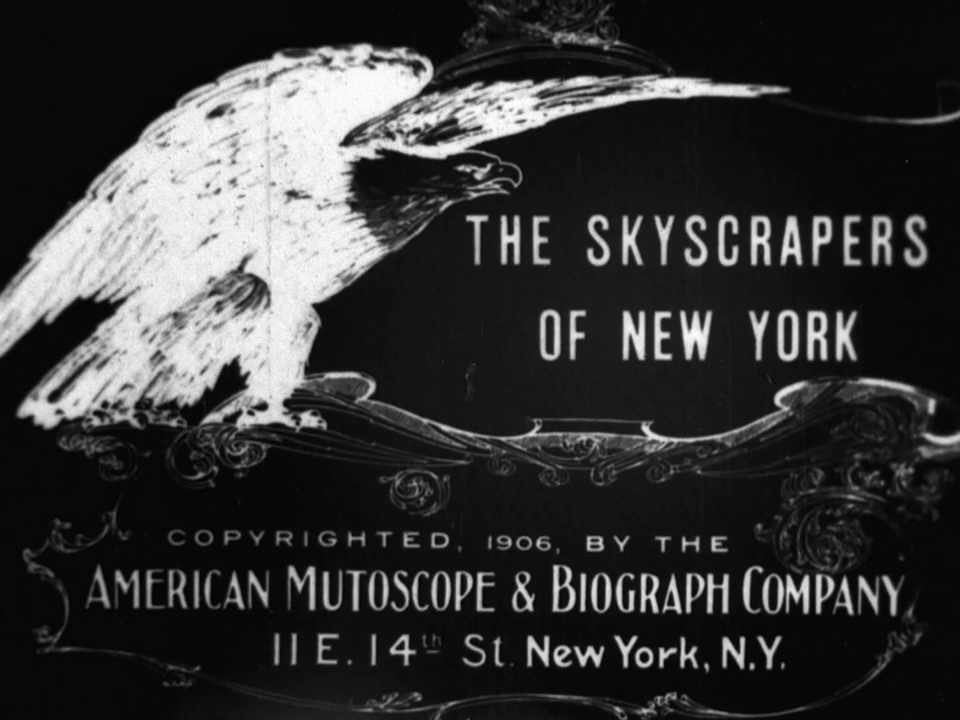 THE SKYSCRAPERS
OF NEW YORK
COPYRIGHTED, 1906, BY THE
AMERICAN MUTOSCOPE & BIOGRAPH COMPANY,
11 E. 14th St. New York, N.Y.